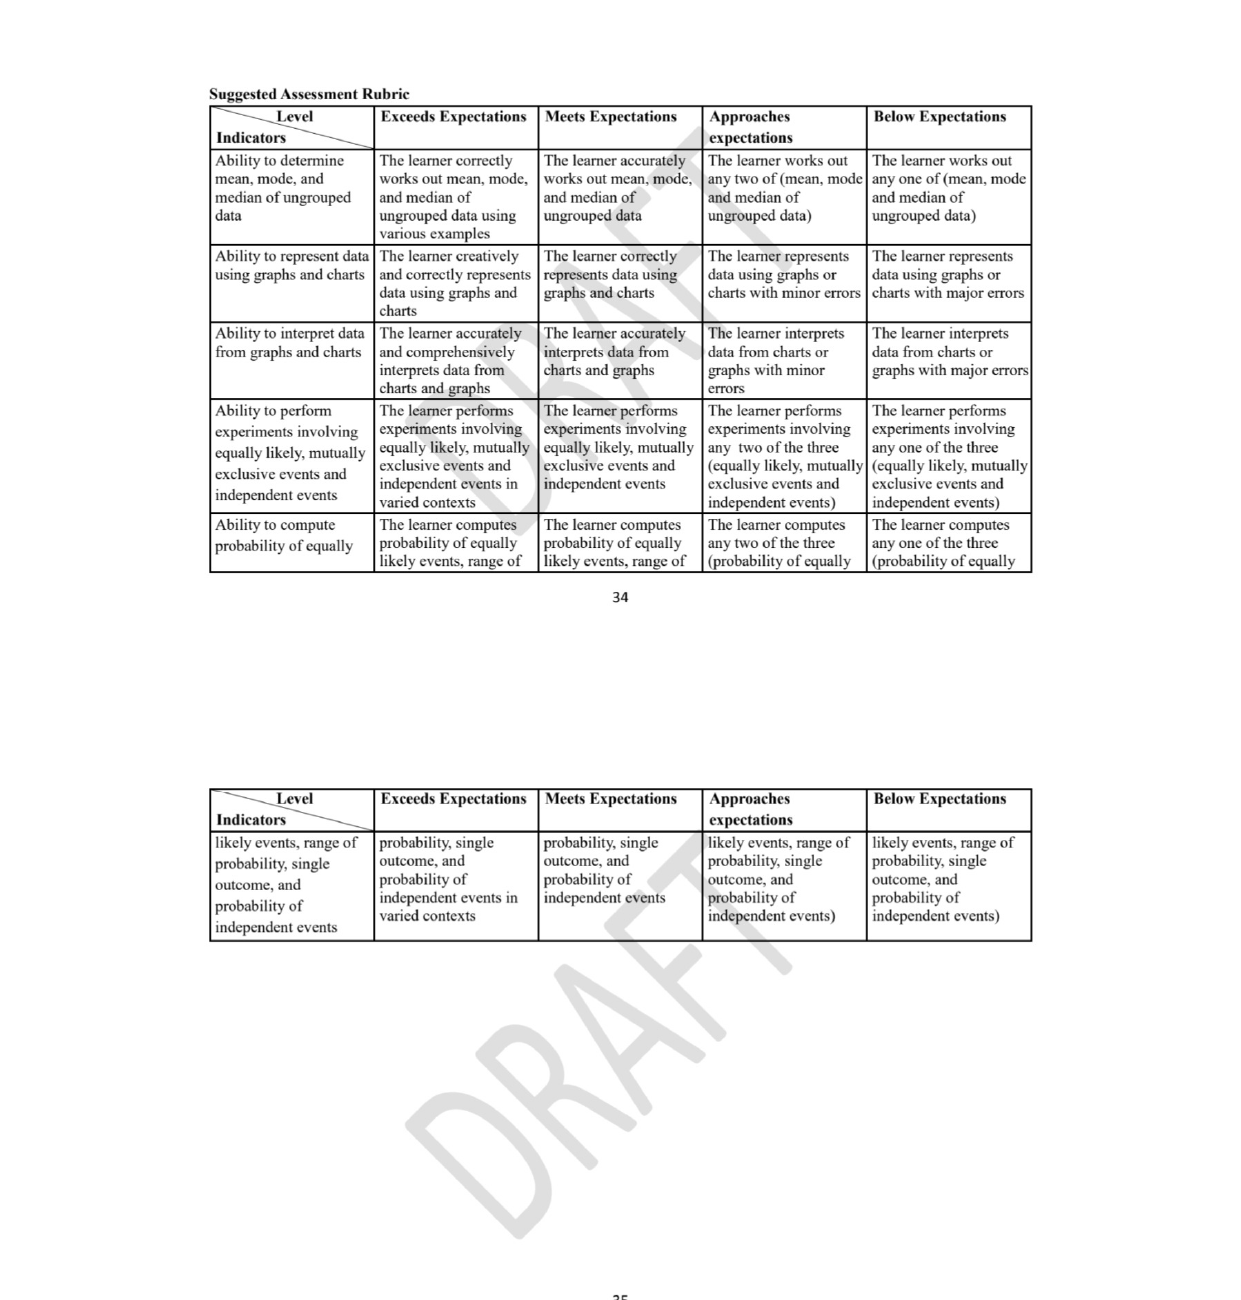 Suggested Assessment Rubric
Level
Indicators
Exceeds Expectations
Meets Expectations
Approaches
expectations
Below Expectations
Ability to determine
mean, mode, and
median of ungrouped
data
The learner correctly
works out mean, mode,
and median of
ungrouped data using
various examples
The learner accurately
works out mean, mode,
and median of
ungrouped data
The learner works out
any two of (mean, mode
and median of
ungrouped data)
The learner works out
any one of (mean, mode
and median of
ungrouped data)
Ability to represent data
using graphs and charts
The learner creatively
and correctly represents
data using graphs and
charts
The learner correctly
represents data using
graphs and charts
The learner represents
data using graphs or
charts with minor errors
The learner represents
data using graphs or
charts with major errors
Ability to interpret data
from graphs and charts
The learner accurately
and comprehensively
interprets data from
charts and graphs
The learner accurately
interprets data from
charts and graphs
The learner interprets
data from charts or
graphs with minor
errors
The learner interprets
data from charts or
graphs with major errors
Ability to perform
experiments involving
equally likely, mutually
exclusive events and
independent events
The learner performs
experiments involving
equally likely, mutually
exclusive events and
independent events in
varied contexts
The learner performs
experiments involving
equally likely, mutually
exclusive events and
independent events
The learner performs
experiments involving
any two of the three
(equally likely, mutually
exclusive events and
independent events)
The learner performs
experiments involving
any one of the three
(equally likely, mutually
exclusive events and
independent events)
Ability to compute
probability of equally
The learner computes
probability of equally
likely events, range of
The learner computes
probability of equally
likely events, range of
The learner computes
any two of the three
(probability of equally
The learner computes
any one of the three
(probability of equally
DRAFT
34
Level
Indicators
Exceeds Expectations
Meets Expectations
Approaches
expectations
Below Expectations
likely events, range of
probability, single
outcome, and
probability of
independent events
probability, single
outcome, and
probability of
independent events in
varied contexts
probability, single
outcome, and
probability of
independent events
likely events, range of
probability, single
outcome, and
probability of
independent events)
likely events, range of
probability, single
outcome, and
probability of
independent events)
DRAFT